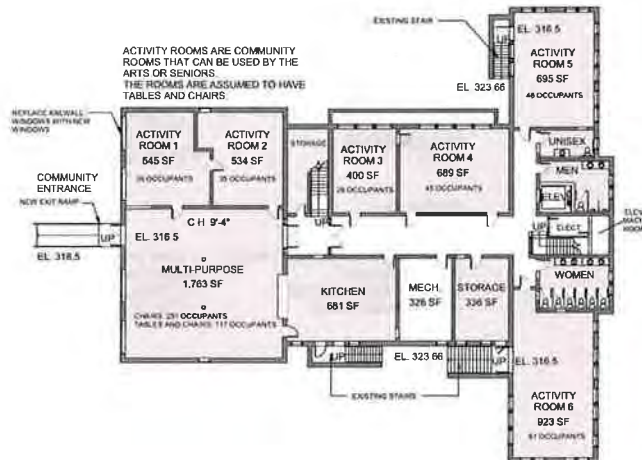 EXISTING STAIR
UP
EL. 316.5
ACTIVITY
ROOM 5
695 SF
46 OCCUPANTS
ACTIVITY ROOMS ARE COMMUNITY
ROOMS THAT CAN BE USED BY THE
ARTS OR SENIORS.
THE ROOMS ARE ASSUMED TO HAVE
TABLES AND CHAIRS.
EL. 323.66
WINDOWS WITH NEW
WINDOWS
ACTIVITY
ROOM 1
545 SF
36 OCCUPANTS
ACTIVITY
ROOM 2
534 SF
35 OCCUPANTS
STORAGE
ACTIVITY
ROOM 3
400 SF
26 OCCUPANTS
ACTIVITY
ROOM 4
689 SF
45 OCCUPANTS
UNISEX
MEN
ELEV
COMMUNITY
ENTRANCE
NEW EXIT RAMP
UP
EL. 318.5
C H 9'-4"
EL. 316.5
MULTI-PURPOSE
1,763 SF
CHAIRS: 251 OCCUPANTS
TABLES AND CHAIRS: 117 OCCUPANTS
UP
ELECT
KITCHEN
681 SF
MECH.
326 SF
STORAGE
336 SF
WOMEN
UP
EL. 323.66
UP
EL. 316.5
EXISTING STAIRS
ACTIVITY
ROOM 6
923 SF
61 OCCUPANTS